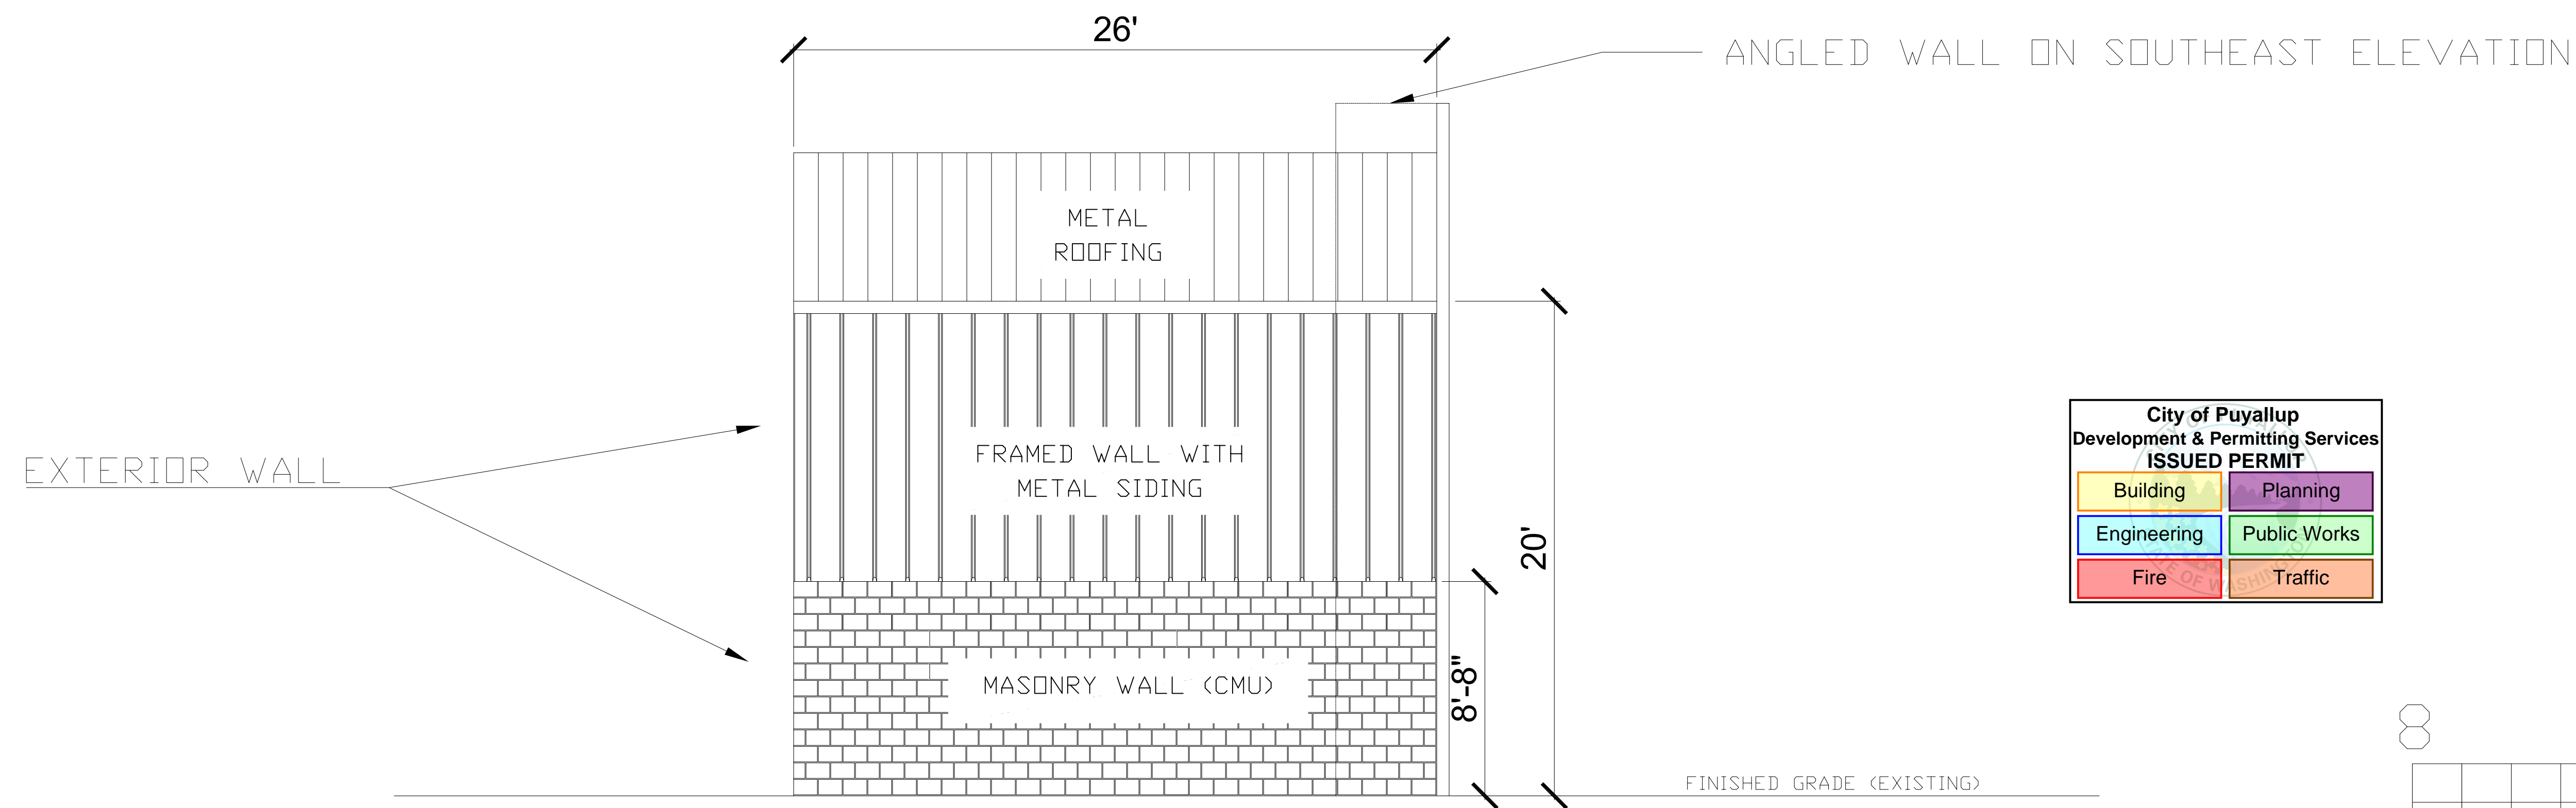 26'
ANGLED WALL ON SOUTHEAST ELEVATION
METAL
ROOFING
EXTERIOR WALL
FRAMED WALL WITH
METAL SIDING
20'
MASONRY WALL (CMU)
8'-8"
FINISHED GRADE (EXISTING)
City of Puyallup
Development & Permitting Services
ISSUED PERMIT
Building Planning
Engineering Public Works
Fire Traffic
8